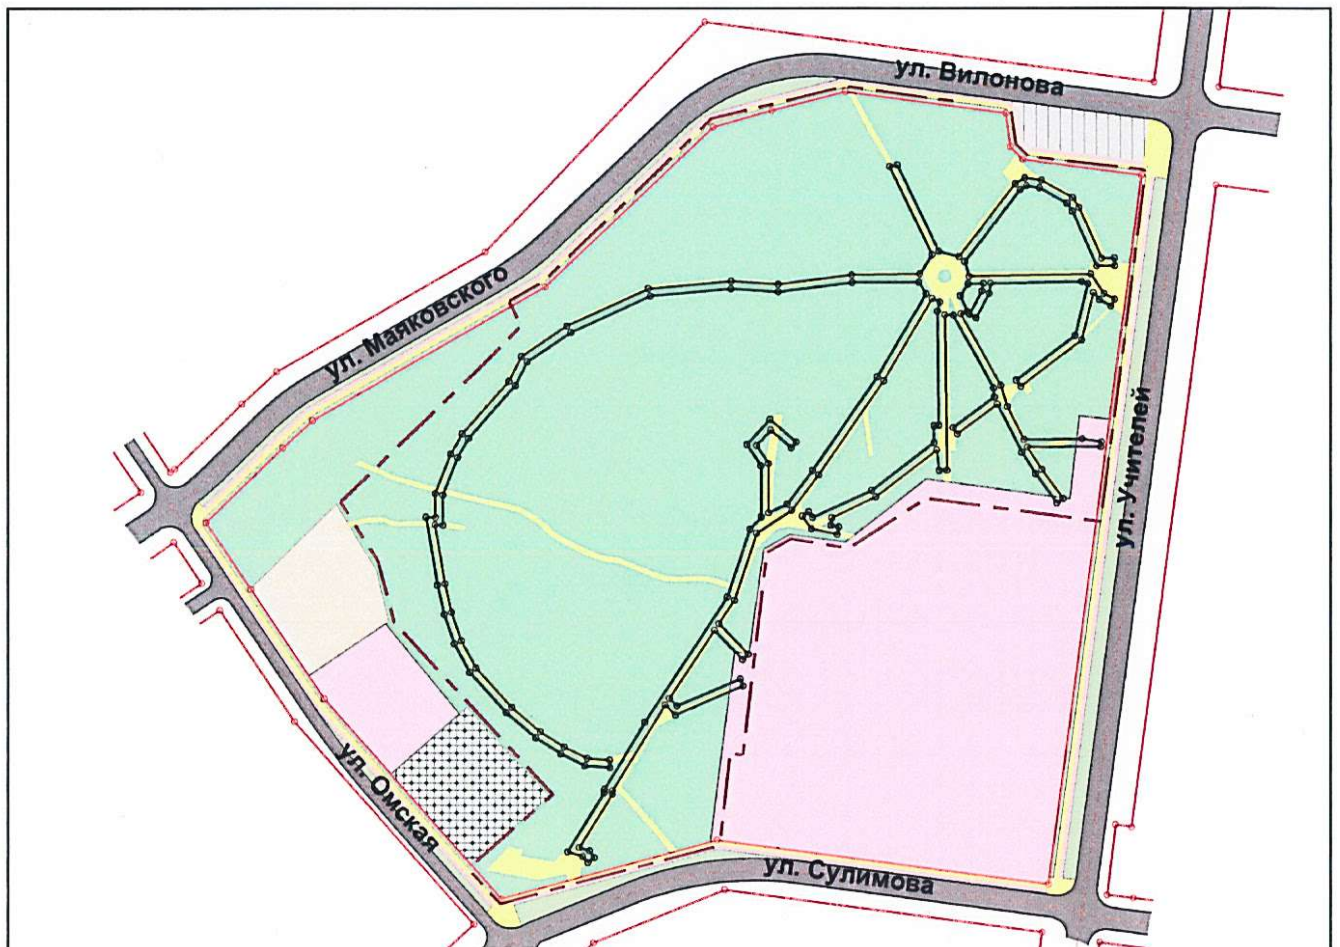 ул. Вилонова
ул. Маяковского
ул. Учителей
ул. Омская
ул. Сулимова